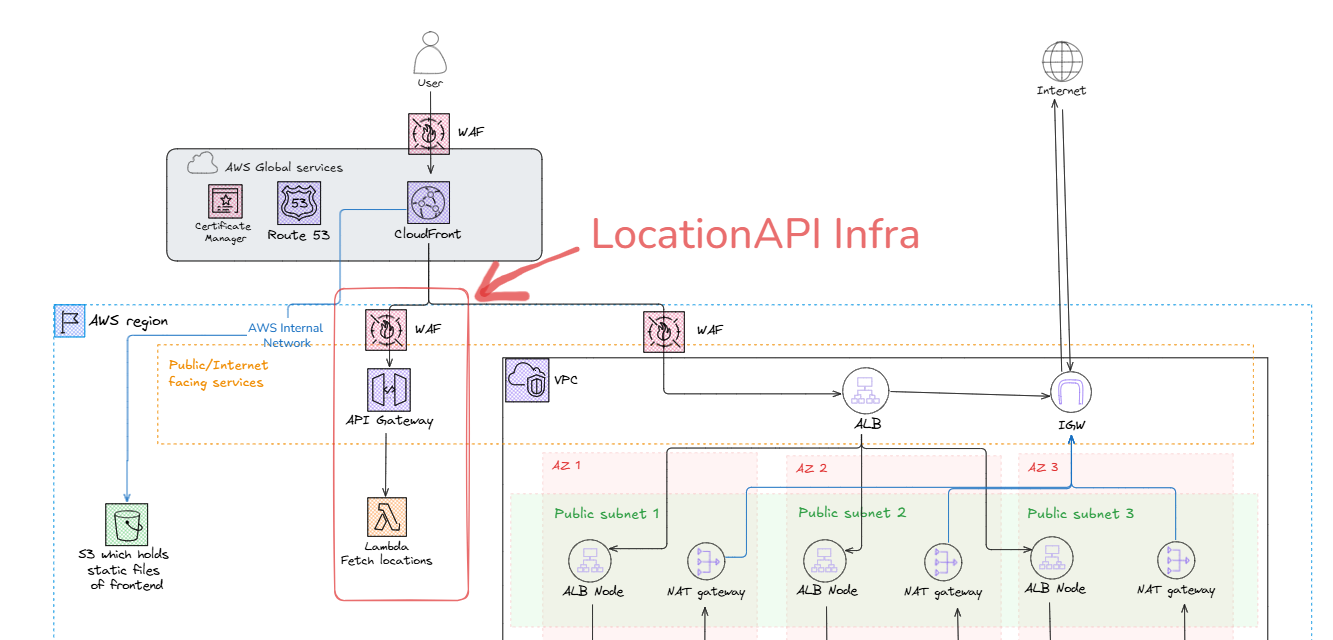 User
Internet
WAF
AWS Global services
53
Certificate
Manager
Route 53
CloudFront
LocationAPI Infra
AWS region
AWS Internal
Network
WAF
WAF
Public/Internet
facing services
VPC
API Gateway
ALB
IGW
AZ 1
AZ 2
AZ 3
Public subnet 1
Public subnet 2
Public subnet 3
S3 which holds
static files
of frontend
Lambda
Fetch locations
ALB Node
NAT gateway
ALB Node
NAT gateway
ALB Node
NAT gateway